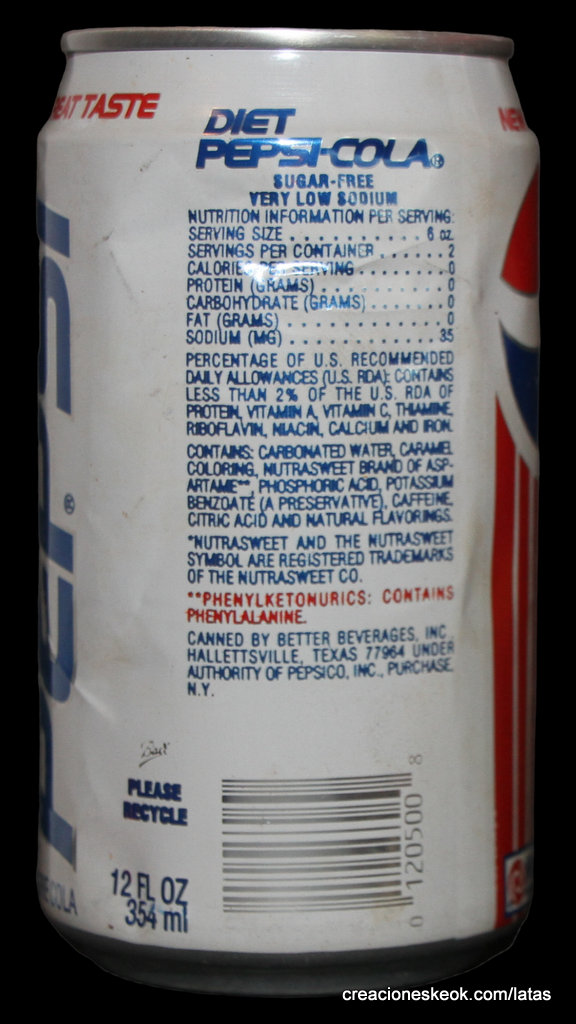 EAT TASTE
NEW
DIET
PEPSI-COLA®
SUGAR-FREE
VERY LOW SODIUM
NUTRITION INFORMATION PER SERVING:
SERVING SIZE . . . . . . . . . . . . 6 oz.
SERVINGS PER CONTAINER . . . . . . 2
CALORIES PER SERVING . . . . . . . . 0
PROTEIN (GRAMS) . . . . . . . . . . . 0
CARBOHYDRATE (GRAMS) . . . . . . . 0
FAT (GRAMS) . . . . . . . . . . . . . 0
SODIUM (MG) . . . . . . . . . . . . . 35
PERCENTAGE OF U.S. RECOMMENDED
DAILY ALLOWANCES (U.S. RDA): CONTAINS
LESS THAN 2% OF THE U.S. RDA OF
PROTEIN, VITAMIN A, VITAMIN C, THIAMINE,
RIBOFLAVIN, NIACIN, CALCIUM AND IRON.
CONTAINS: CARBONATED WATER, CARAMEL
COLORING, NUTRASWEET BRAND OF ASP-
ARTAME**, PHOSPHORIC ACID, POTASSIUM
BENZOATE (A PRESERVATIVE), CAFFEINE,
CITRIC ACID AND NATURAL FLAVORINGS.
*NUTRASWEET AND THE NUTRASWEET
SYMBOL ARE REGISTERED TRADEMARKS
OF THE NUTRASWEET CO.
**PHENYLKETONURICS: CONTAINS
PHENYLALANINE.
CANNED BY BETTER BEVERAGES, INC.,
HALLETTSVILLE, TEXAS 77964 UNDER
AUTHORITY OF PEPSICO, INC., PURCHASE,
N.Y.
PEPSI®
Ball
PLEASE
RECYCLE
12 FL OZ
354 ml
COLA
0 120500 8
creacioneskeok.com/latas